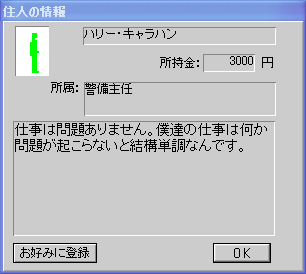 住人の情報
ハリー・キャラハン
所持金: 3000 円
所属: 警備主任
仕事は問題ありません。僕達の仕事は何か
問題が起こらないと結構単調なんです。
お好みに登録 OK